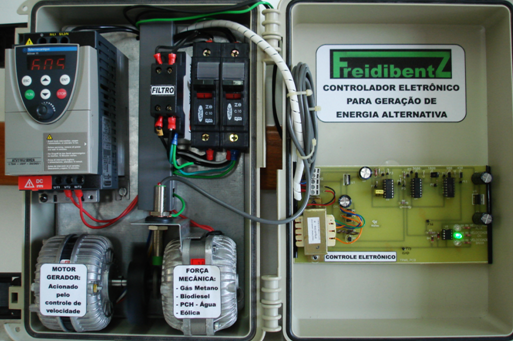 FILTRO
FreidibentZ
CONTROLADOR ELETRÔNICO
PARA GERAÇÃO DE
ENERGIA ALTERNATIVA
CONTROLE ELETRÔNICO
MOTOR
GERADOR:
Acionado
pelo
controle de
velocidade
FORÇA
MECÂNICA:
- Gás Metano
- Biodiesel
- PCH - Água
- Eólica